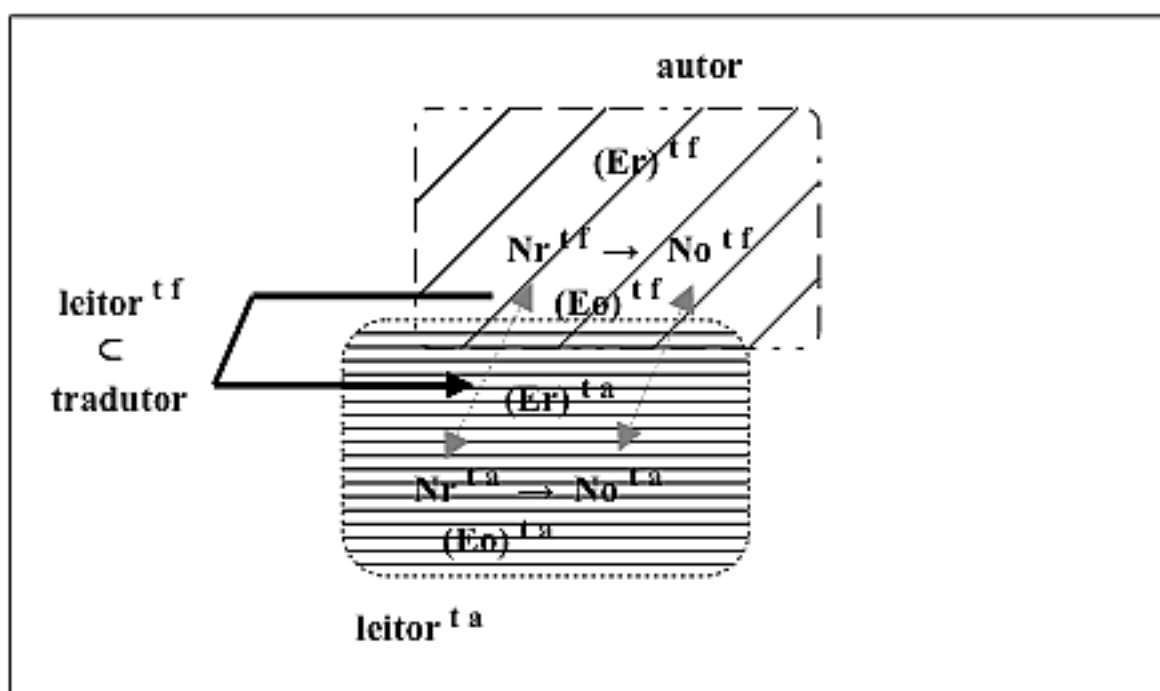 autor
(Er) t f
Nr t f → No t f
(Eo) t f
leitor t f
⊂
tradutor
(Er) t a
Nr t a → No t a
(Eo) t a
leitor t a